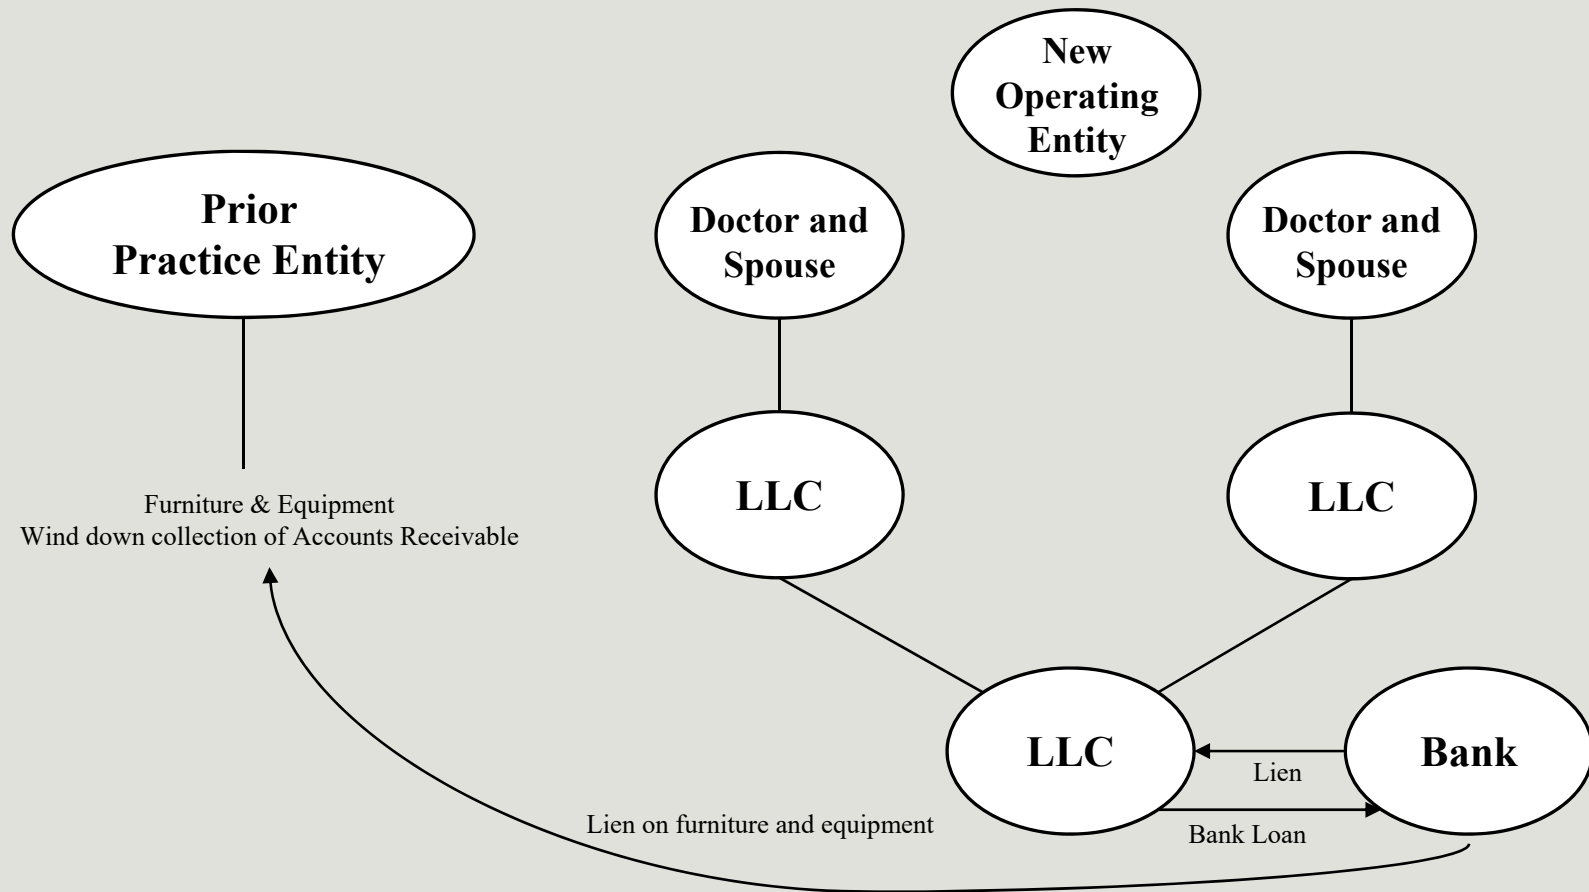 New
Operating
Entity
Prior
Practice Entity
Doctor and
Spouse
Doctor and
Spouse
Furniture & Equipment
Wind down collection of Accounts Receivable
LLC
LLC
LLC
Bank
Lien
Bank Loan
Lien on furniture and equipment